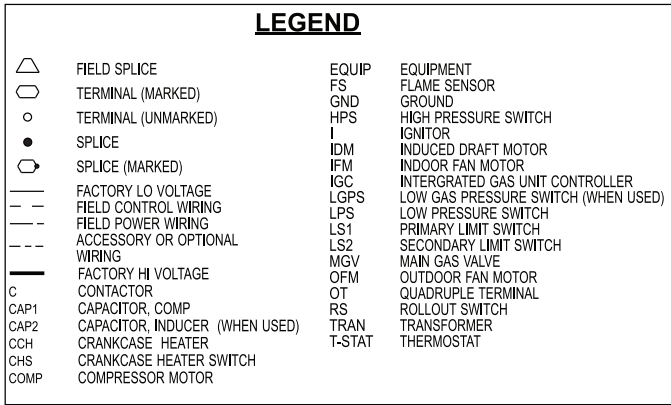 LEGEND
FIELD SPLICE
TERMINAL (MARKED)
TERMINAL (UNMARKED)
SPLICE
SPLICE (MARKED)
FACTORY LO VOLTAGE
FIELD CONTROL WIRING
FIELD POWER WIRING
ACCESSORY OR OPTIONAL
WIRING
FACTORY HI VOLTAGE
C CONTACTOR
CAP1 CAPACITOR, COMP
CAP2 CAPACITOR, INDUCER (WHEN USED)
CCH CRANKCASE HEATER
CHS CRANKCASE HEATER SWITCH
COMP COMPRESSOR MOTOR
EQUIP EQUIPMENT
FS FLAME SENSOR
GND GROUND
HPS HIGH PRESSURE SWITCH
I IGNITOR
IDM INDUCED DRAFT MOTOR
IFM INDOOR FAN MOTOR
IGC INTERGRATED GAS UNIT CONTROLLER
LGPS LOW GAS PRESSURE SWITCH (WHEN USED)
LPS LOW PRESSURE SWITCH
LS1 PRIMARY LIMIT SWITCH
LS2 SECONDARY LIMIT SWITCH
MGV MAIN GAS VALVE
OFM OUTDOOR FAN MOTOR
OT QUADRUPLE TERMINAL
RS ROLLOUT SWITCH
TRAN TRANSFORMER
T-STAT THERMOSTAT